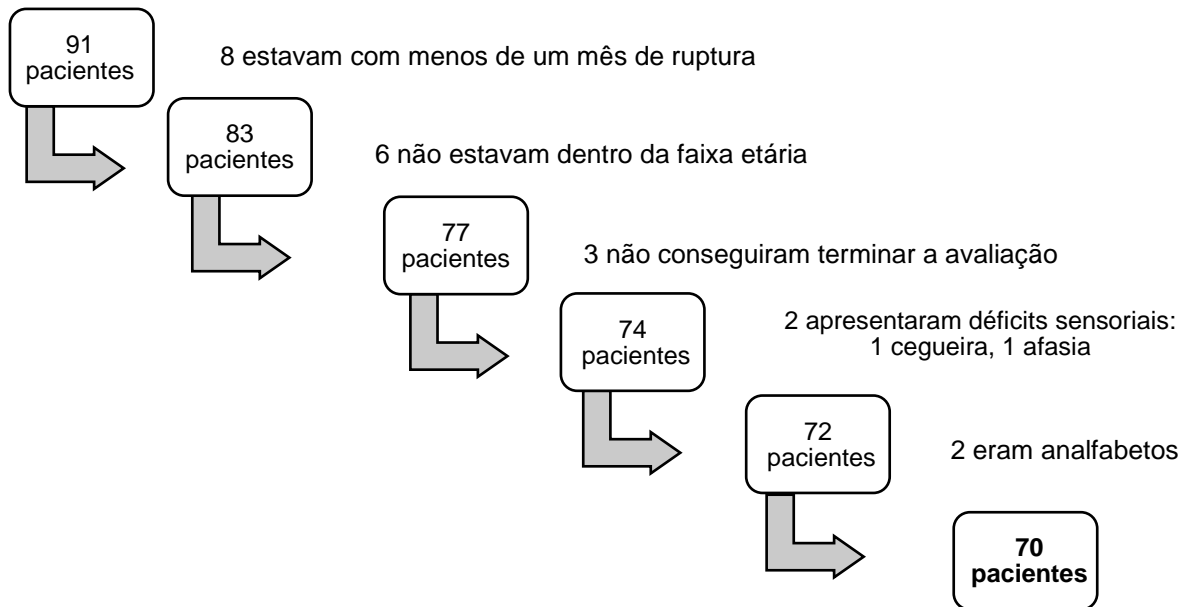 91
pacientes
8 estavam com menos de um mês de ruptura
83
pacientes
6 não estavam dentro da faixa etária
77
pacientes
3 não conseguiram terminar a avaliação
74
pacientes
2 apresentaram déficits sensoriais:
1 cegueira, 1 afasia
72
pacientes
2 eram analfabetos
70
pacientes